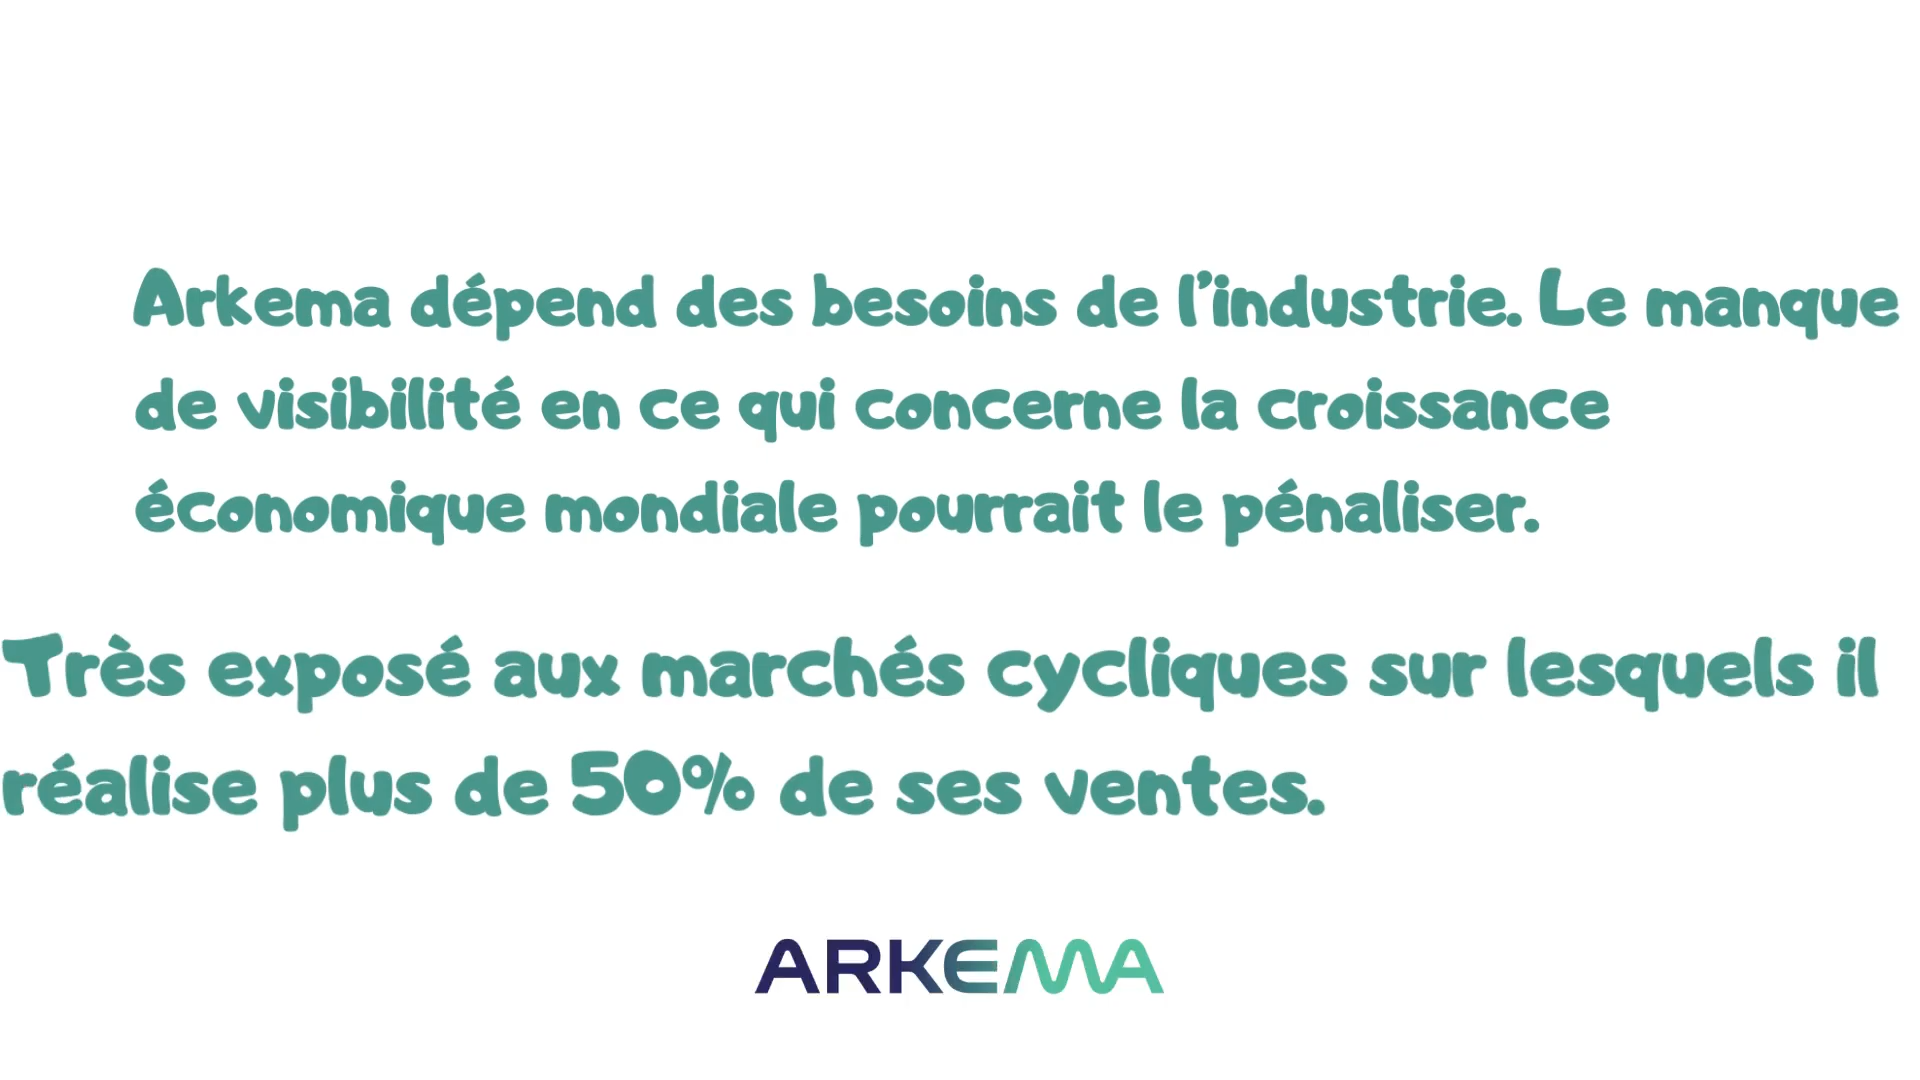 Arkema dépend des besoins de l'industrie. Le manque
de visibilité en ce qui concerne la croissance
économique mondiale pourrait le pénaliser.
Très exposé aux marchés cycliques sur lesquels il
réalise plus de 50% de ses ventes.
ARKEMA